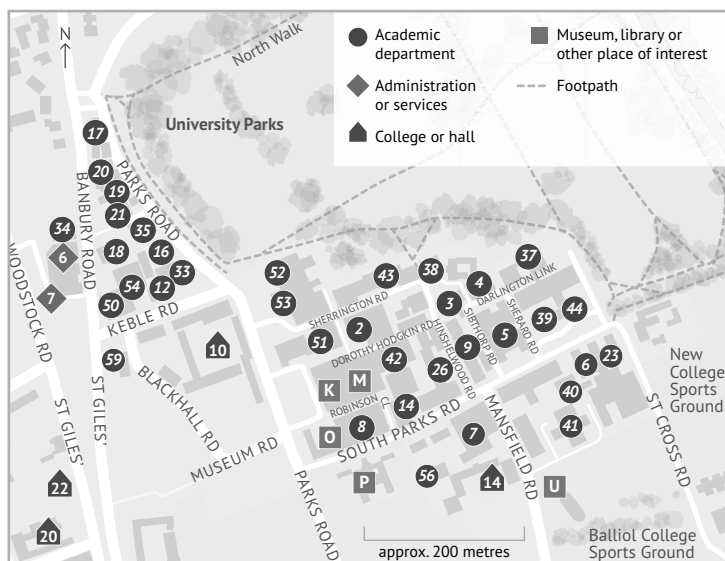 N
North Walk
University Parks
Academic
department
Administration
or services
College or hall
Museum, library or
other place of interest
Footpath
17
20
19
21
35
34
6
18
16
33
7
54
12
50
59
10
22
20
52
53
43
38
4
37
3
51
2
42
26
9
5
39
44
6
23
40
41
K
M
O
8
14
7
P
56
14
U
PARKS ROAD
BANBURY ROAD
WOODSTOCK RD
KEBLE RD
BLACKHALL RD
ST GILES'
ST GILES'
MUSEUM RD
PARKS ROAD
SHERRINGTON RD
DOROTHY HODGKIN RD
HINSHELWOOD RD
SIBTHORP RD
SHERARD RD
DARLINGTON LINK
ROBINSON
CL
SOUTH PARKS RD
MANSFIELD RD
ST CROSS RD
New
College
Sports
Ground
Balliol College
Sports Ground
approx. 200 metres